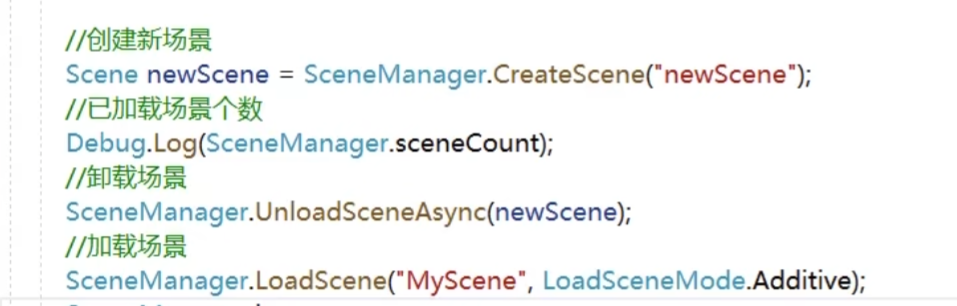 //创建新场景
Scene newScene = SceneManager.CreateScene("newScene");
//已加载场景个数
Debug.Log(SceneManager.sceneCount);
//卸载场景
SceneManager.UnloadSceneAsync(newScene);
//加载场景
SceneManager.LoadScene("MyScene", LoadSceneMode.Additive);